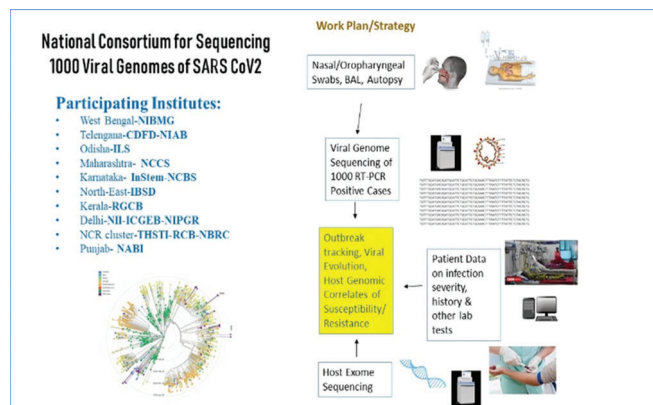 National Consortium for Sequencing
1000 Viral Genomes of SARS CoV2
Participating Institutes:
• West Bengal-NIBMG
• Telengana-CDFD-NIAB
• Odisha-ILS
• Maharashtra- NCCS
• Karnataka- InStem-NCBS
• North-East-IBSD
• Kerala-RGCB
• Delhi-NII-ICGEB-NIPGR
• NCR cluster-THSTI-RCB-NBRC
• Punjab- NABI
Work Plan/Strategy
Nasal/Oropharyngeal
Swabs, BAL, Autopsy
Viral Genome
Sequencing of
1000 RT-PCR
Positive Cases
Outbreak
tracking, Viral
Evolution,
Host Genomic
Correlates of
Susceptibility/
Resistance
Patient Data
on infection
severity,
history &
other lab
tests
Host Exome
Sequencing